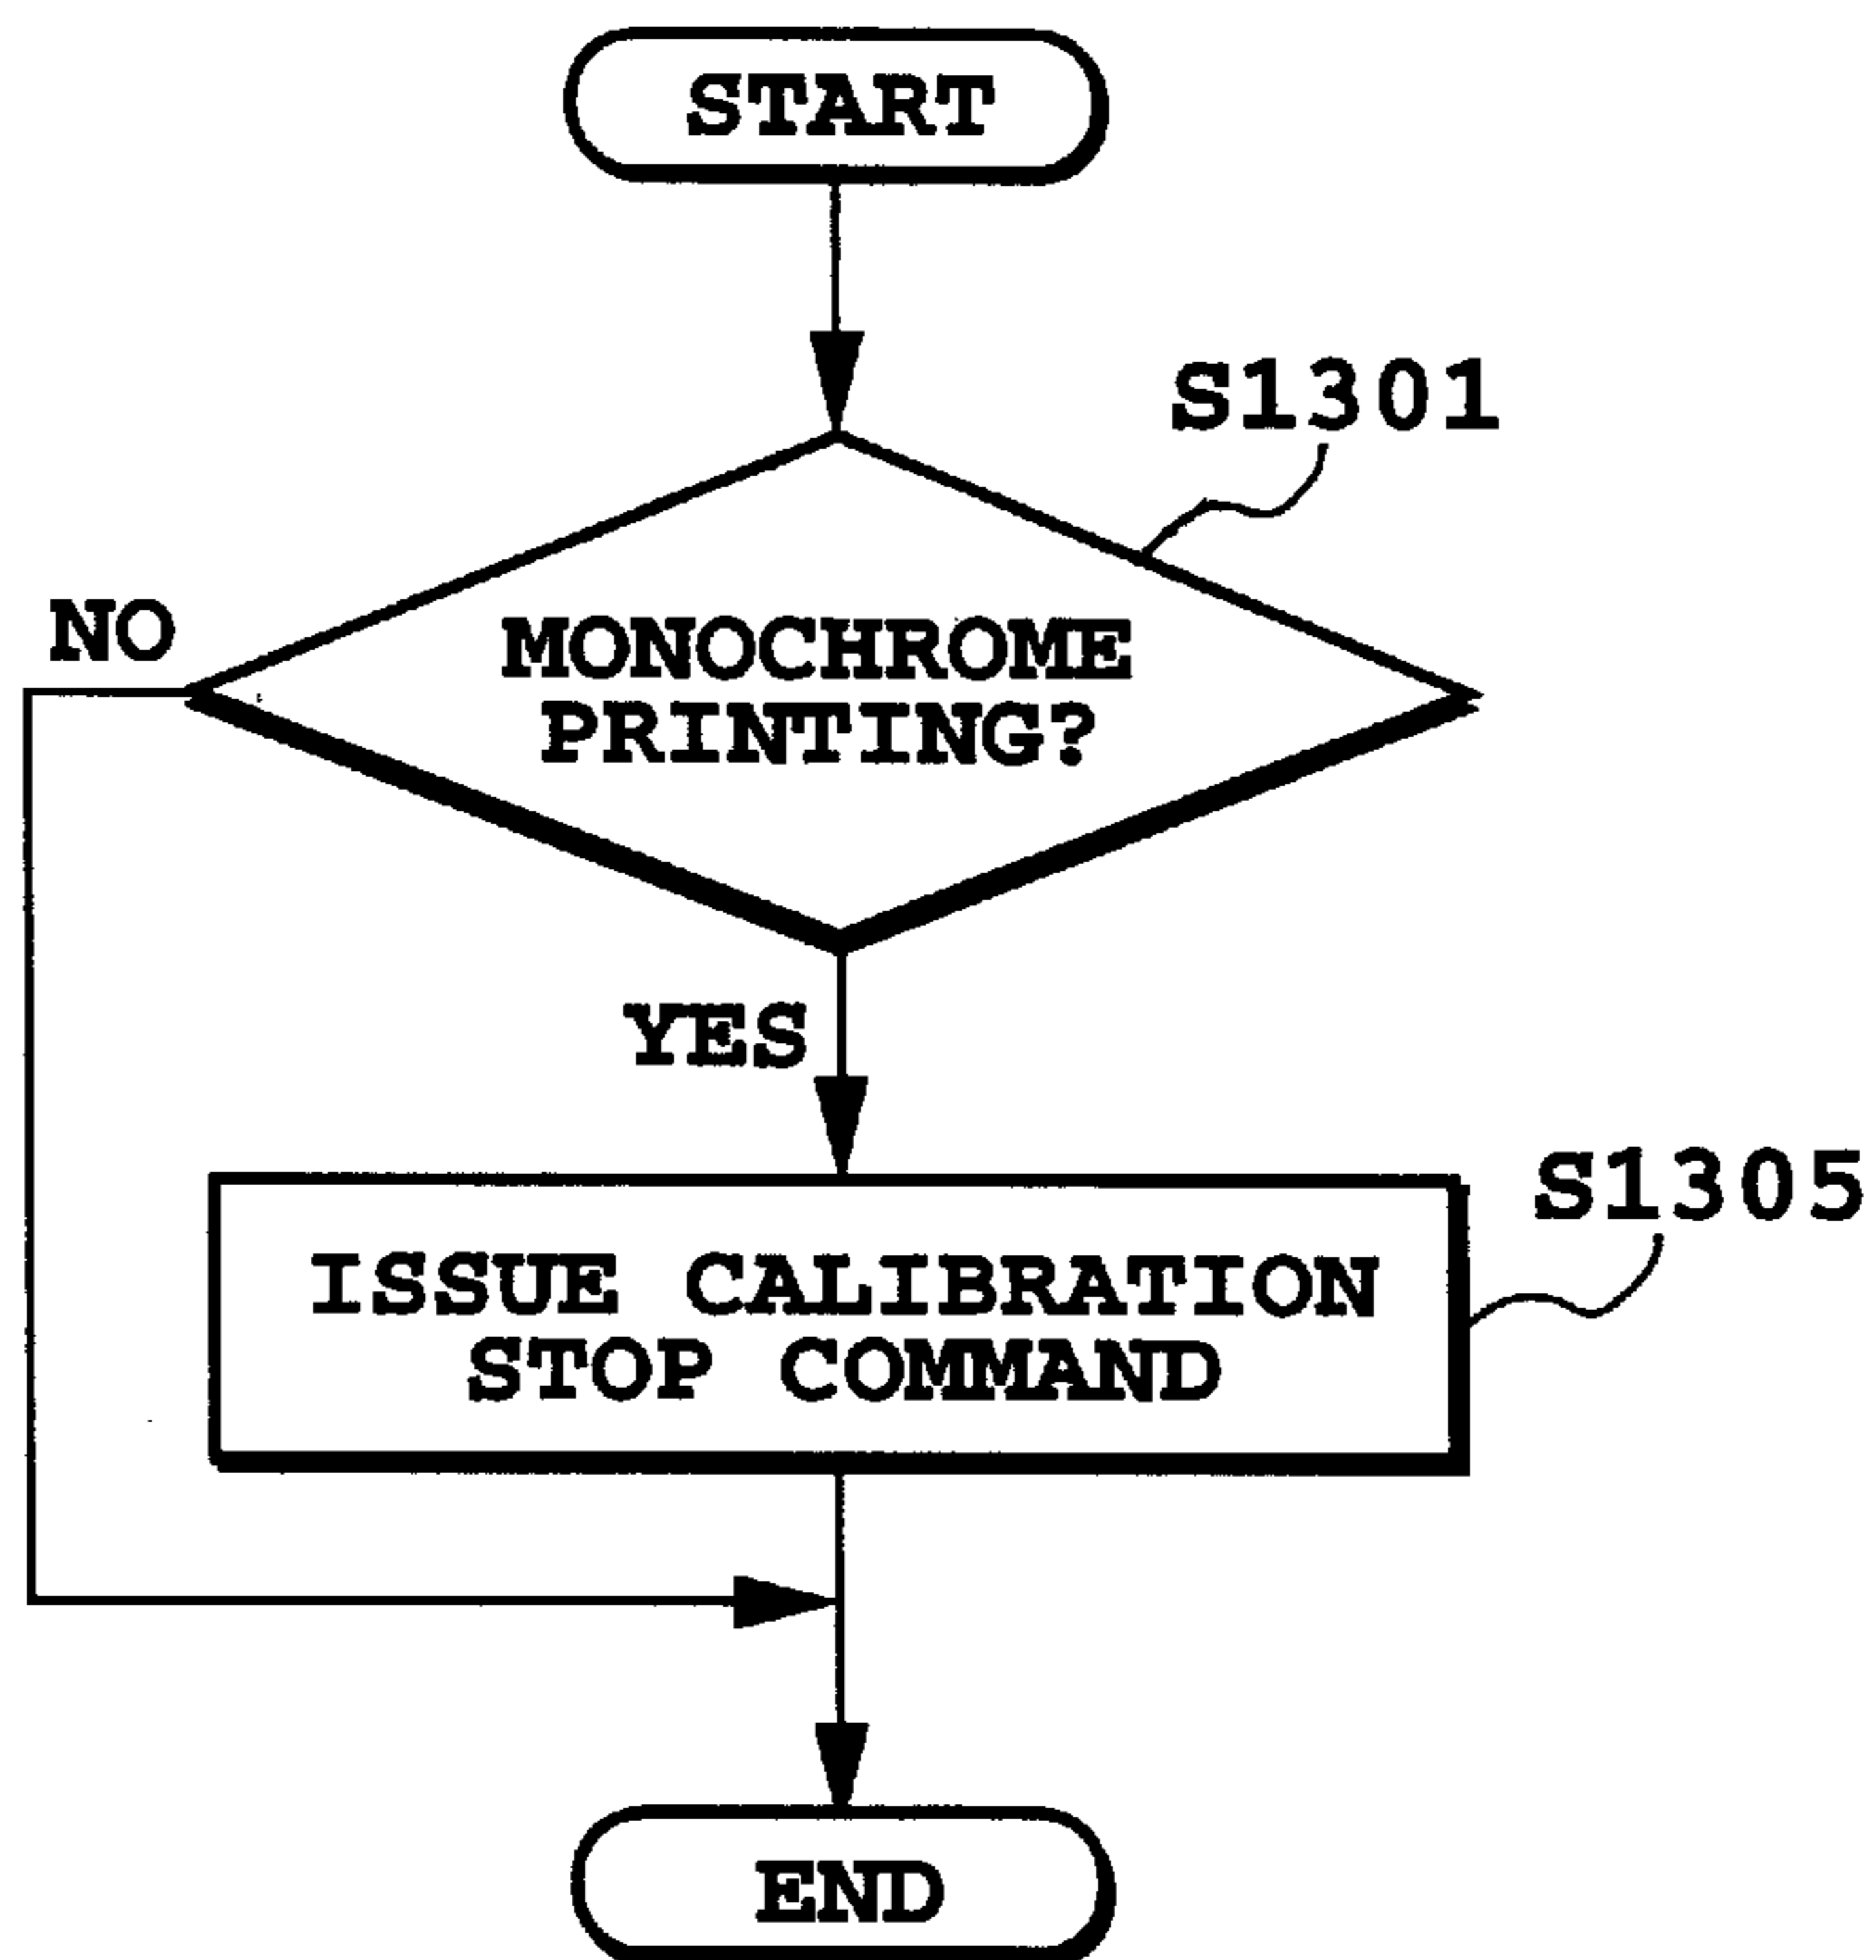 START
S1301
NO
MONOCHROME
PRINTING?
YES
S1305
ISSUE CALIBRATION
STOP COMMAND
END